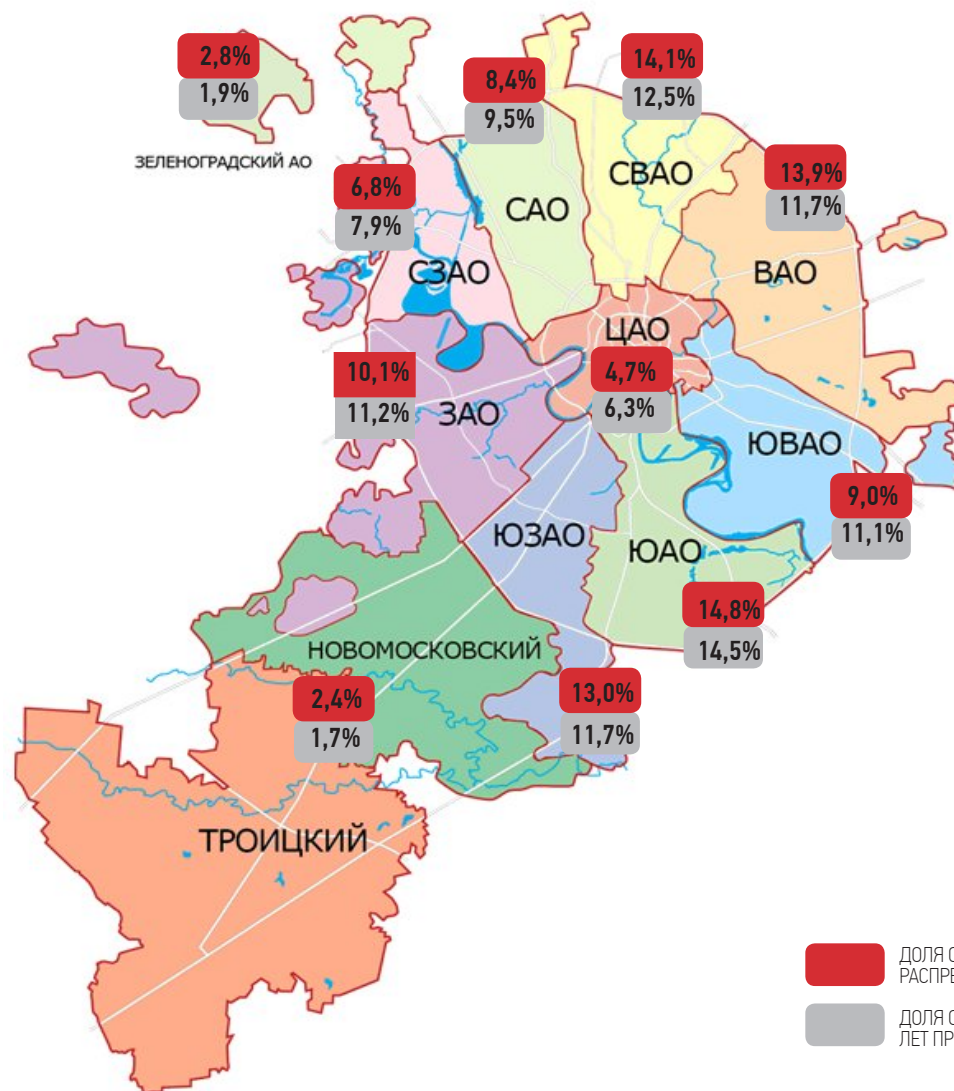 2,8%
1,9%
ЗЕЛЕНОГРАДСКИЙ АО
8,4%
9,5%
14,1%
12,5%
6,8%
7,9%
13,9%
11,7%
СВАО
САО
СЗАО
ВАО
ЦАО
10,1%
11,2%
ЗАО
4,7%
6,3%
ЮВАО
9,0%
11,1%
ЮЗАО
ЮАО
14,8%
14,5%
НОВОМОСКОВСКИЙ
2,4%
1,7%
13,0%
11,7%
ТРОИЦКИЙ
ДОЛЯ
ДОЛЯ
ЛЕТ